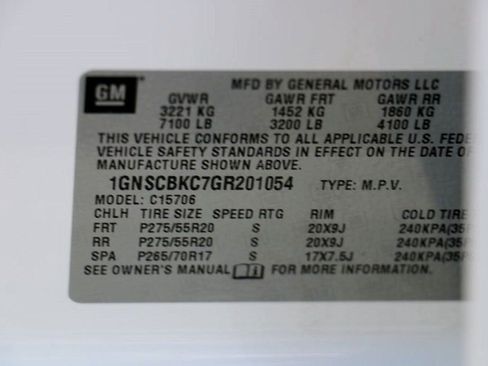 GM
MFD BY GENERAL MOTORS LLC
GVWR GAWR FRT GAWR RR
3221 KG 1452 KG 1860 KG
7100 LB 3200 LB 4100 LB
THIS VEHICLE CONFORMS TO ALL APPLICABLE U.S. FEDE
VEHICLE SAFETY STANDARDS IN EFFECT ON THE DATE OF
MANUFACTURE SHOWN ABOVE.
1GNSCBKC7GR201054 TYPE: M.P.V.
MODEL: C15706
CHLH TIRE SIZE SPEED RTG RIM COLD TIRE
FRT P275/55R20 S 20X9J 240KPA(35P
RR P275/55R20 S 20X9J 240KPA(35P
SPA P265/70R17 S 17X7.5J 240KPA(35P
SEE OWNER'S MANUAL FOR MORE INFORMATION.